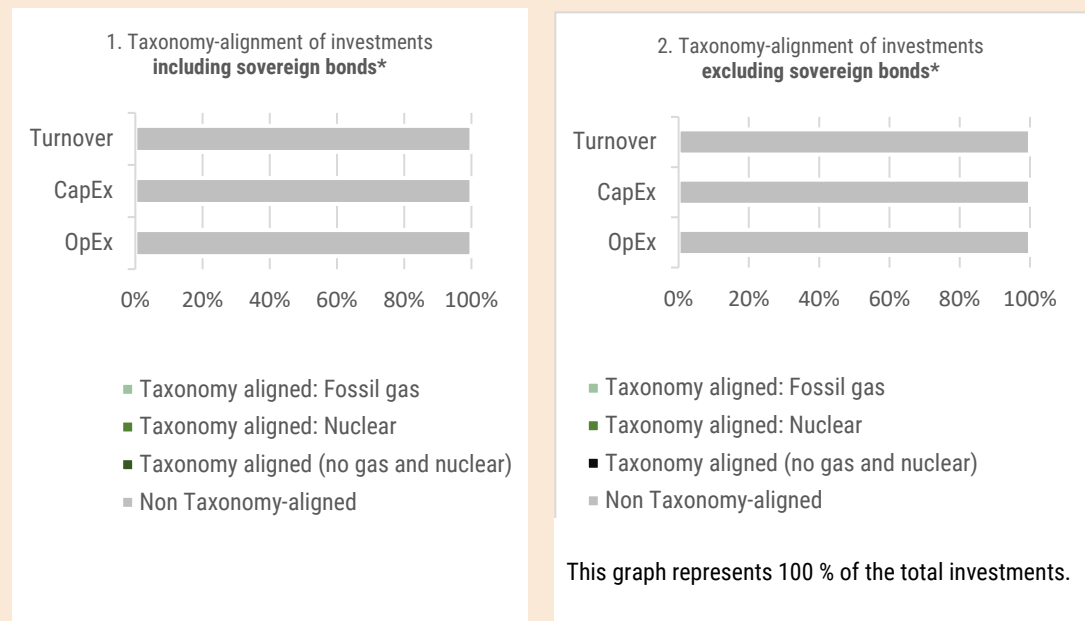 1. Taxonomy-alignment of investments
including sovereign bonds*
Turnover
CapEx
OpEx
0% 20% 40% 60% 80% 100%
Taxonomy aligned: Fossil gas
Taxonomy aligned: Nuclear
Taxonomy aligned (no gas and nuclear)
Non Taxonomy-aligned
2. Taxonomy-alignment of investments
excluding sovereign bonds*
Turnover
CapEx
OpEx
0% 20% 40% 60% 80% 100%
Taxonomy aligned: Fossil gas
Taxonomy aligned: Nuclear
Taxonomy aligned (no gas and nuclear)
Non Taxonomy-aligned
This graph represents 100 % of the total investments.